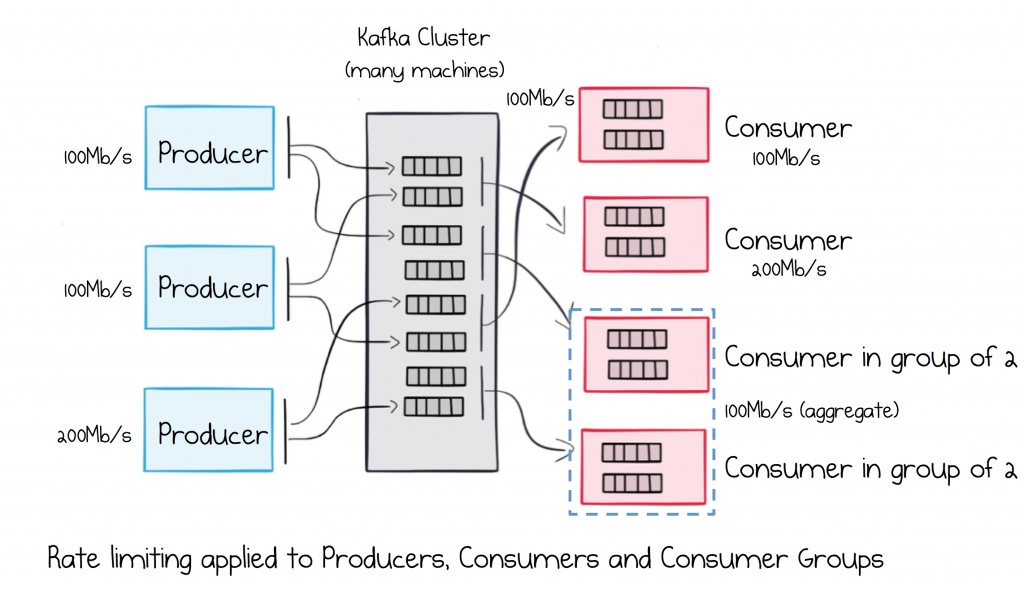 Kafka Cluster
(many machines)
100Mb/s
Producer
100Mb/s
Producer
200Mb/s
Producer
100Mb/s
Consumer
100Mb/s
Consumer
200Mb/s
Consumer in group of 2
100Mb/s (aggregate)
Consumer in group of 2
Rate limiting applied to Producers, Consumers and Consumer Groups